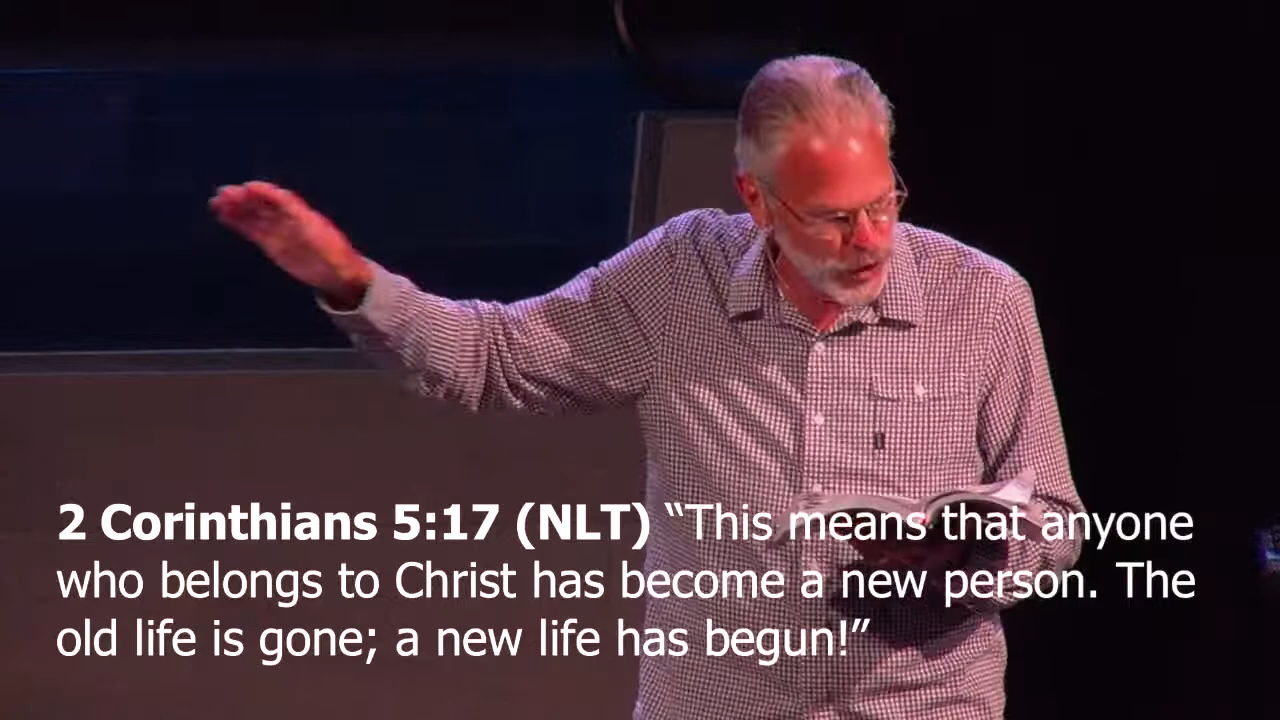 2 Corinthians 5:17 (NLT) “This means that anyone
who belongs to Christ has become a new person. The
old life is gone; a new life has begun!”